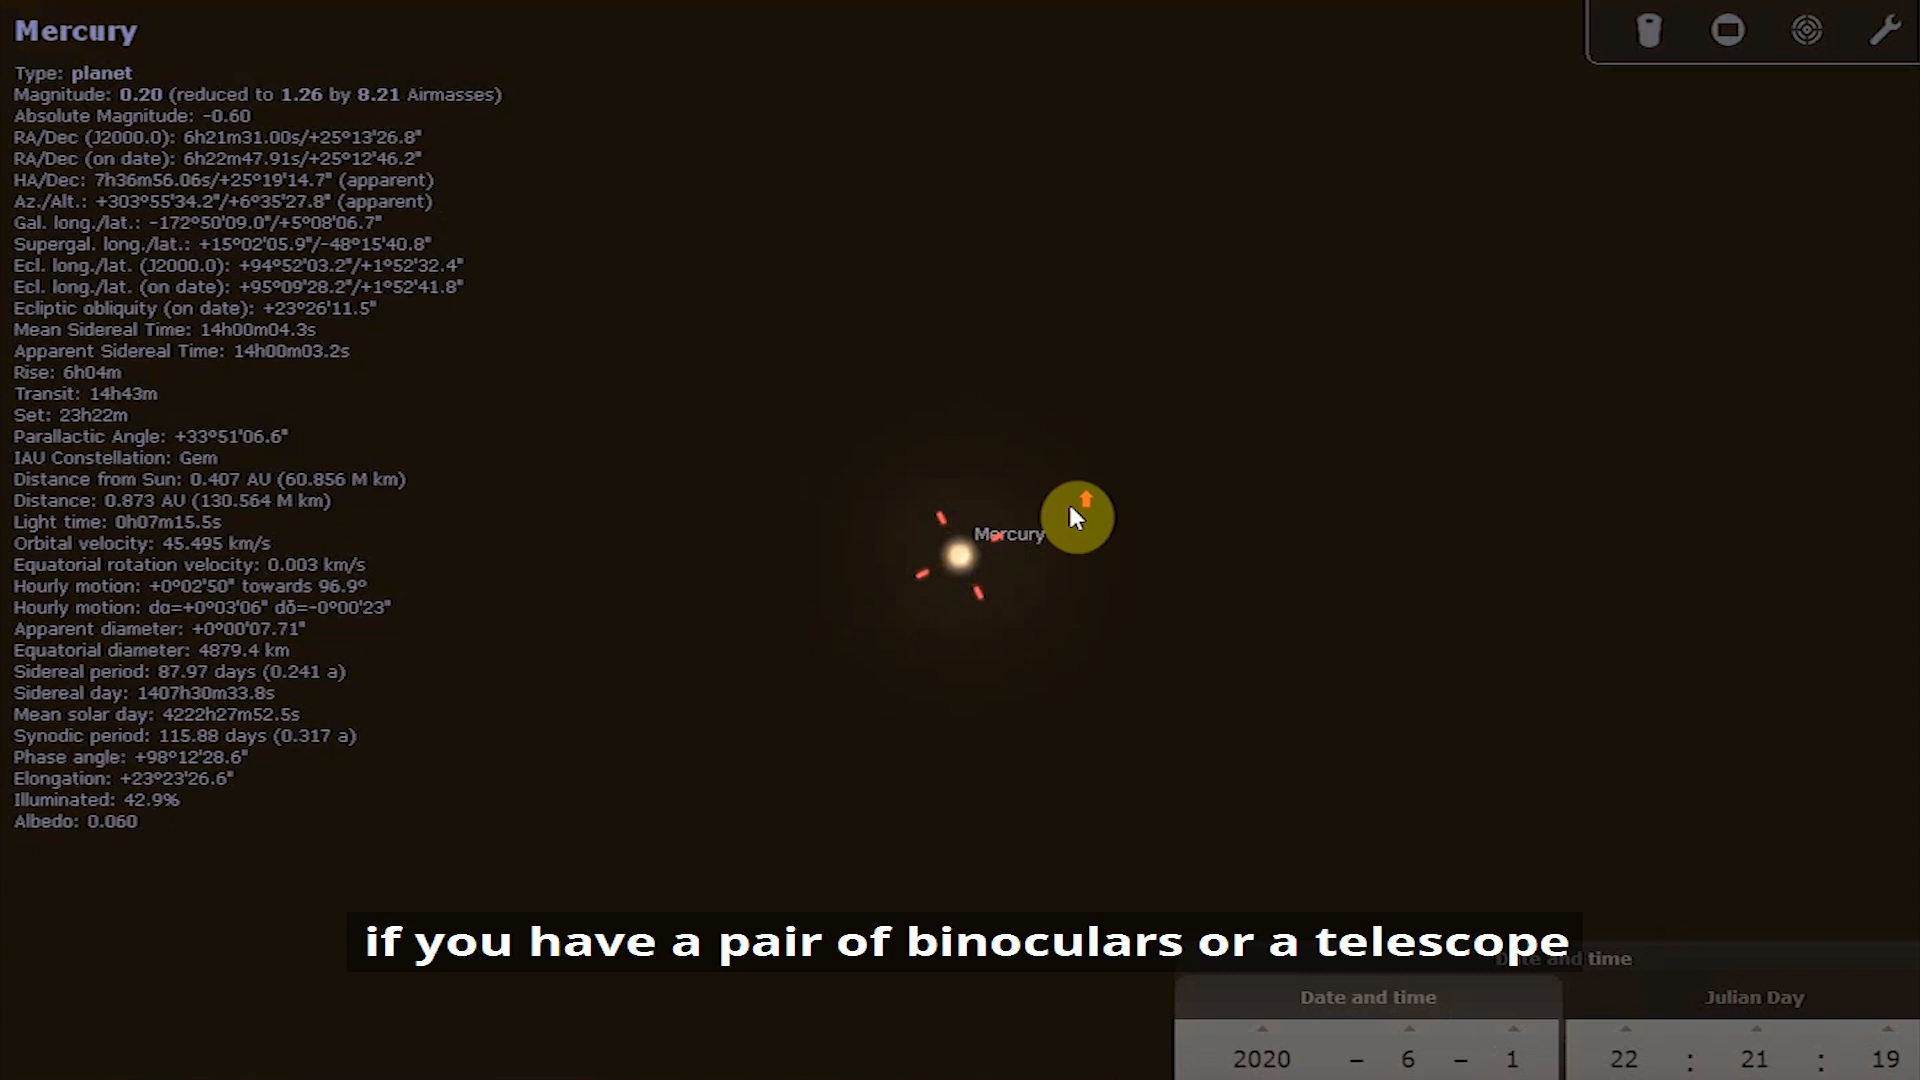 Mercury
Type: planet
Magnitude: 0.20 (reduced to 1.26 by 8.21 Airmasses)
Absolute Magnitude: -0.60
RA/Dec (J2000.0): 6h21m31.00s/+25°13'26.8"
RA/Dec (on date): 6h22m47.91s/+25°12'46.2"
HA/Dec: 7h36m56.06s/+25°19'14.7" (apparent)
Az./Alt.: +303°55'34.2"/+6°35'27.8" (apparent)
Gal. long./lat.: -172°50'09.0"/+5°08'06.7"
Supergal. long./lat.: +15°02'05.9"/-48°15'40.8"
Ecl. long./lat. (J2000.0): +94°52'03.2"/+1°52'32.4"
Ecl. long./lat. (on date): +95°09'28.2"/+1°52'41.8"
Ecliptic obliquity (on date): +23°26'11.5"
Mean Sidereal Time: 14h00m04.3s
Apparent Sidereal Time: 14h00m03.2s
Rise: 6h04m
Transit: 14h43m
Set: 23h22m
Parallactic Angle: +33°51'06.6"
IAU Constellation: Gem
Distance from Sun: 0.407 AU (60.856 M km)
Distance: 0.873 AU (130.564 M km)
Light time: 0h07m15.5s
Orbital velocity: 45.495 km/s
Equatorial rotation velocity: 0.003 km/s
Hourly motion: +0°02'50" towards 96.9°
Hourly motion: dα=+0°03'06" dδ=-0°00'23"
Apparent diameter: +0°00'07.71"
Equatorial diameter: 4879.4 km
Sidereal period: 87.97 days (0.241 a)
Sidereal day: 1407h30m33.8s
Mean solar day: 4222h27m52.5s
Synodic period: 115.88 days (0.317 a)
Phase angle: +98°12'28.6"
Elongation: +23°23'26.6"
Illuminated: 42.9%
Albedo: 0.060
Mercury
if you have a pair of binoculars or a telescope
Date and time
Date and time Julian Day
2020 - 6 - 1 22 : 21 : 19